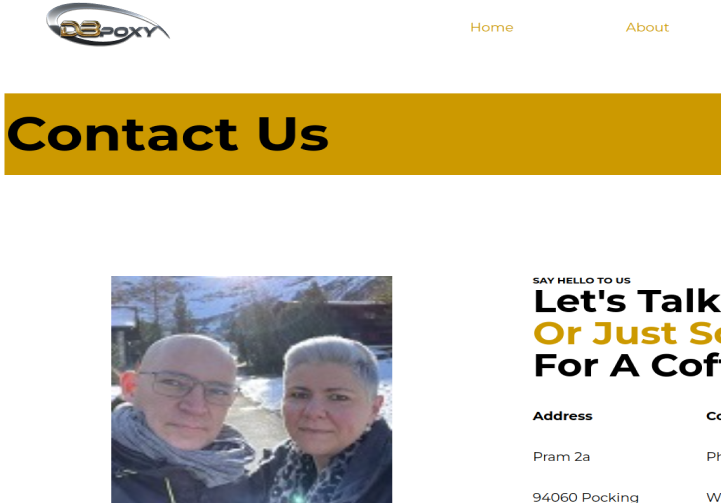 D3POXY
Home
About
Contact Us
SAY HELLO TO US
Let's Talk
Or Just Se
For A Cof
Address
Co
Pram 2a
Ph
94060 Pocking
W